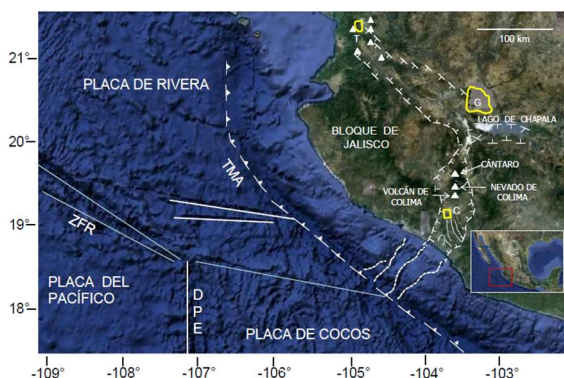 21°
20°
19°
18°
-109°
-108°
-107°
-106°
-105°
-104°
-103°
100 km
PLACA DE RIVERA
T
G
LAGO DE CHAPALA
BLOQUE DE
JALISCO
CÁNTARO
TMA
VOLCÁN DE
COLIMA
NEVADO DE
COLIMA
C
ZFR
PLACA DEL
PACÍFICO
D
P
E
PLACA DE COCOS